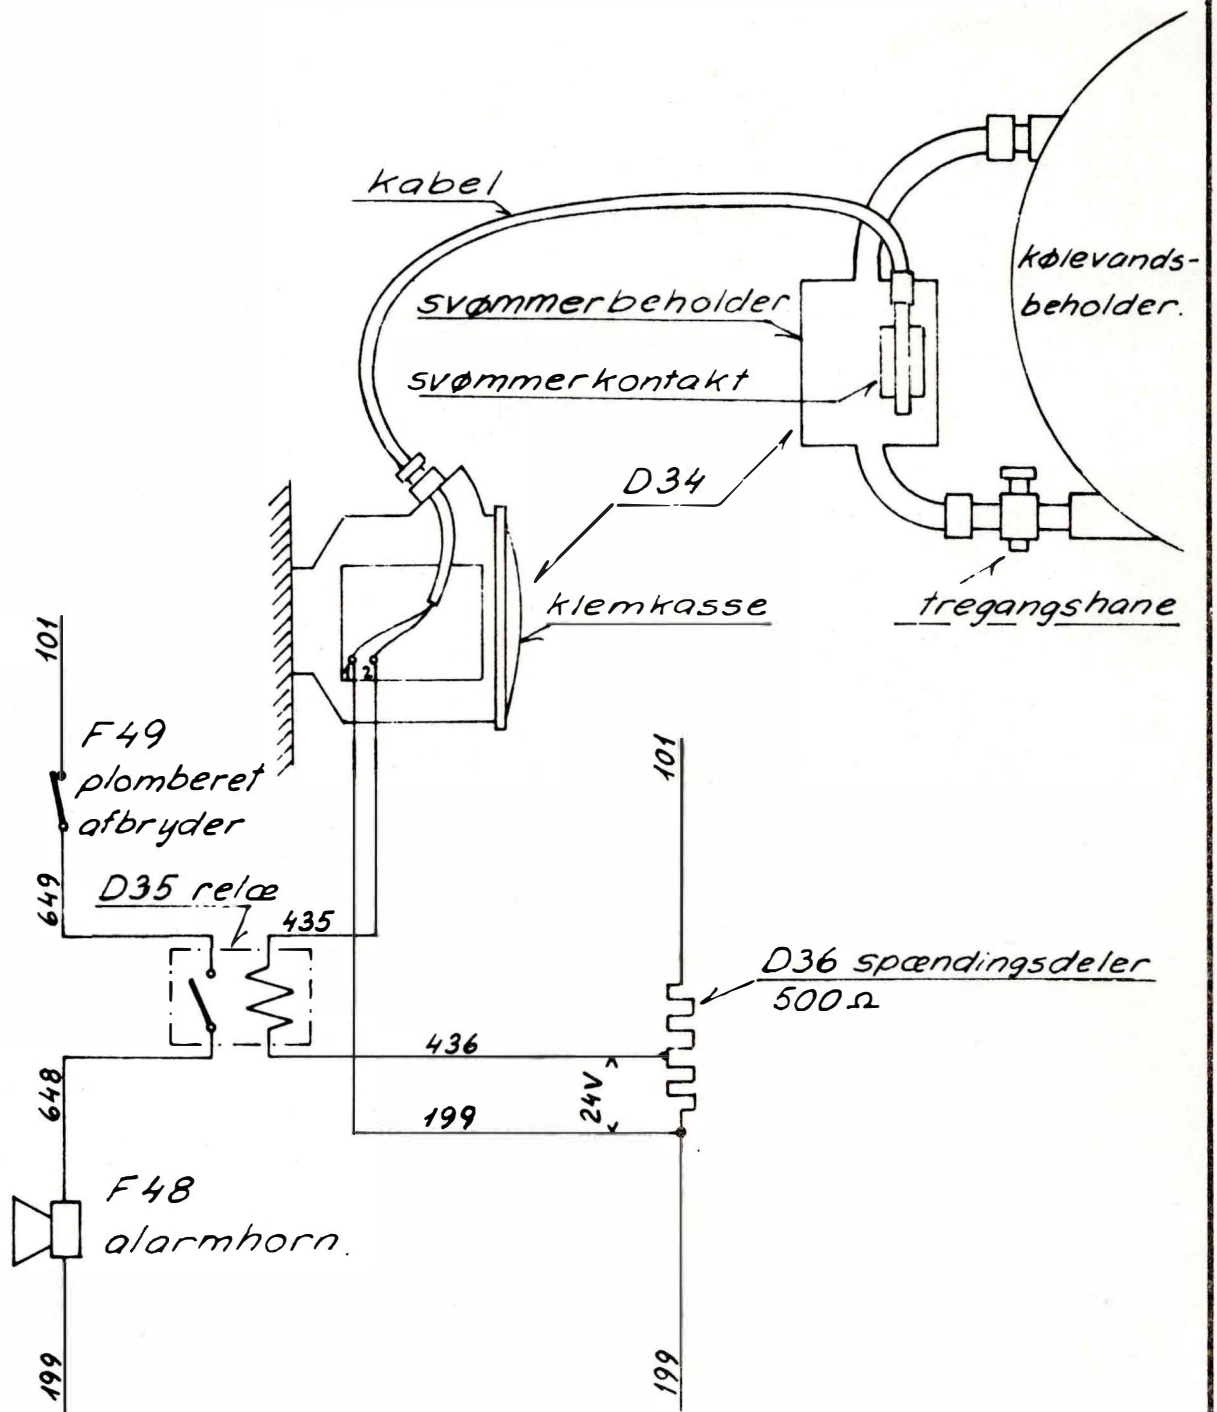 kabel
kølevands-
beholder.
svømmerbeholder
svømmerkontakt
D34
klemkasse
tregangshane
1 2
101
F49
plomberet
afbryder
101
649
D35 relæ
435
D36 spændingsdeler
500Ω
436
24V
648
199
F48
alarmhorn.
199
199